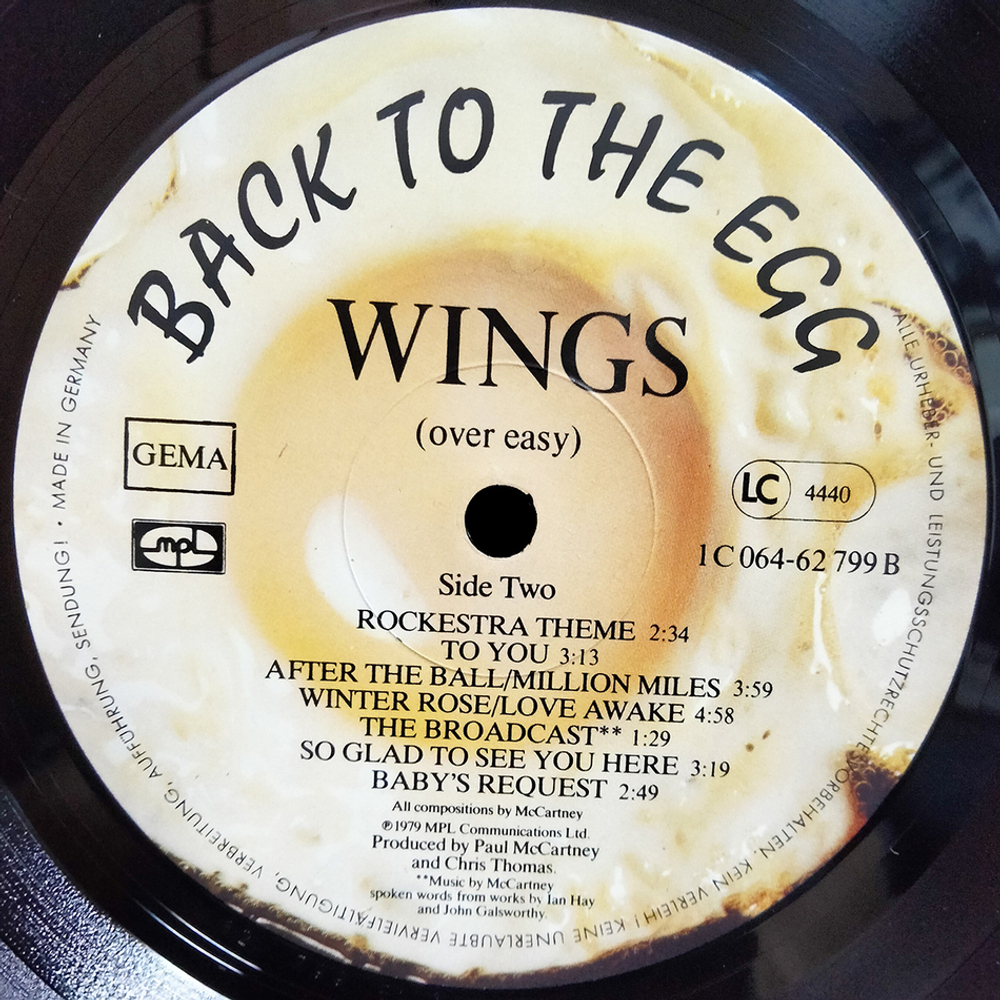 BACK TO THE EGG
WINGS
(over easy)
GEMA
mpl
LC 4440
1C 064-62 799 B
Side Two
ROCKESTRA THEME 2:34
TO YOU 3:13
AFTER THE BALL/MILLION MILES 3:59
WINTER ROSE/LOVE AWAKE 4:58
THE BROADCAST** 1:29
SO GLAD TO SEE YOU HERE 3:19
BABY'S REQUEST 2:49
All compositions by McCartney
℗1979 MPL Communications Ltd.
Produced by Paul McCartney
and Chris Thomas.
**Music by McCartney
spoken words from works by Ian Hay
and John Galsworthy.
ALLE URHEBER- UND LEISTUNGSSCHUTZRECHTE VORBEHALTEN. KEIN VERLEIH! KEINE UNERLAUBTE VERVIELFÄLTIGUNG, VERBREITUNG, AUFFÜHRUNG, SENDUNG! • MADE IN GERMANY